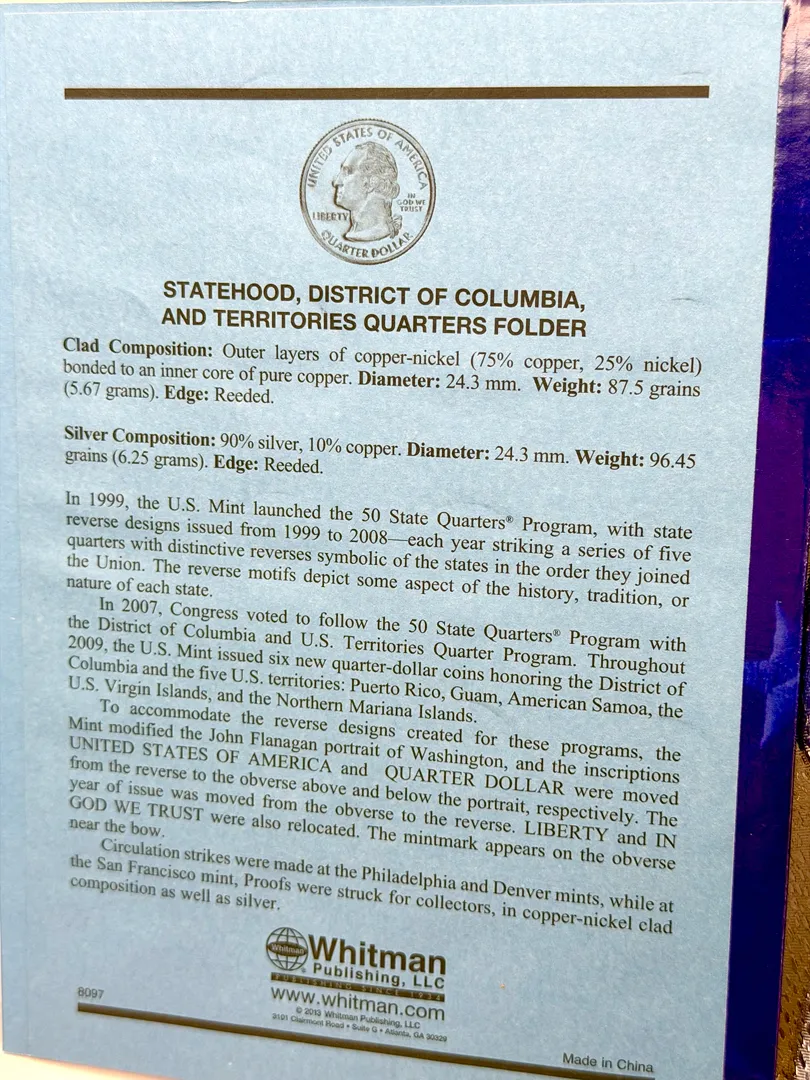 UNITED STATES OF AMERICA
IN
GOD WE
TRUST
LIBERTY
QUARTER DOLLAR
STATEHOOD, DISTRICT OF COLUMBIA,
AND TERRITORIES QUARTERS FOLDER
Clad Composition: Outer layers of copper-nickel (75% copper, 25% nickel)
bonded to an inner core of pure copper. Diameter: 24.3 mm. Weight: 87.5 grains
(5.67 grams). Edge: Reeded.
Silver Composition: 90% silver, 10% copper. Diameter: 24.3 mm. Weight: 96.45
grains (6.25 grams). Edge: Reeded.
In 1999, the U.S. Mint launched the 50 State Quarters® Program, with state
reverse designs issued from 1999 to 2008—each year striking a series of five
quarters with distinctive reverses symbolic of the states in the order they joined
the Union. The reverse motifs depict some aspect of the history, tradition, or
nature of each state.
In 2007, Congress voted to follow the 50 State Quarters® Program with
the District of Columbia and U.S. Territories Quarter Program. Throughout
2009, the U.S. Mint issued six new quarter-dollar coins honoring the District of
Columbia and the five U.S. territories: Puerto Rico, Guam, American Samoa, the
U.S. Virgin Islands, and the Northern Mariana Islands.
To accommodate the reverse designs created for these programs, the
Mint modified the John Flanagan portrait of Washington, and the inscriptions
UNITED STATES OF AMERICA and QUARTER DOLLAR were moved
from the reverse to the obverse above and below the portrait, respectively. The
year of issue was moved from the obverse to the reverse. LIBERTY and IN
GOD WE TRUST were also relocated. The mintmark appears on the obverse
near the bow.
Circulation strikes were made at the Philadelphia and Denver mints, while at
the San Francisco mint, Proofs were struck for collectors, in copper-nickel clad
composition as well as silver.
Whitman
Whitman®
Publishing, LLC
PUBLISHING SINCE 1934
www.whitman.com
© 2013 Whitman Publishing, LLC
3101 Clairmont Road • Suite G • Atlanta, GA 30329
8097
Made in China